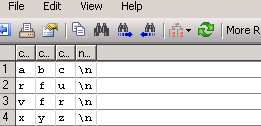 File Edit View Help
More R
c... c... c... n...
1 a b c \n
2 r f u \n
3 v f r \n
4 x y z \n